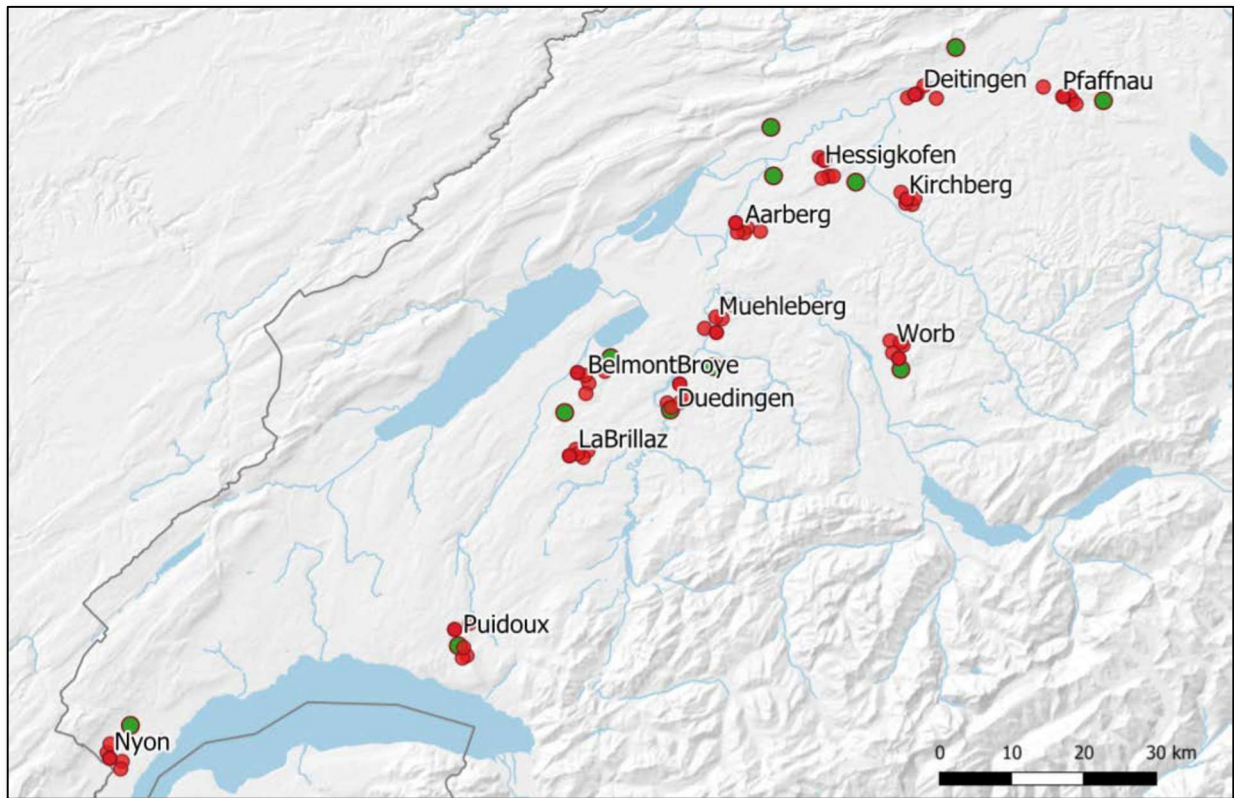 Deitingen
Pfaffnau
Hessigkofen
Kirchberg
Aarberg
Muehleberg
Worb
BelmontBroye
Duedingen
LaBrillaz
Puidoux
Nyon
0 10 20 30 km